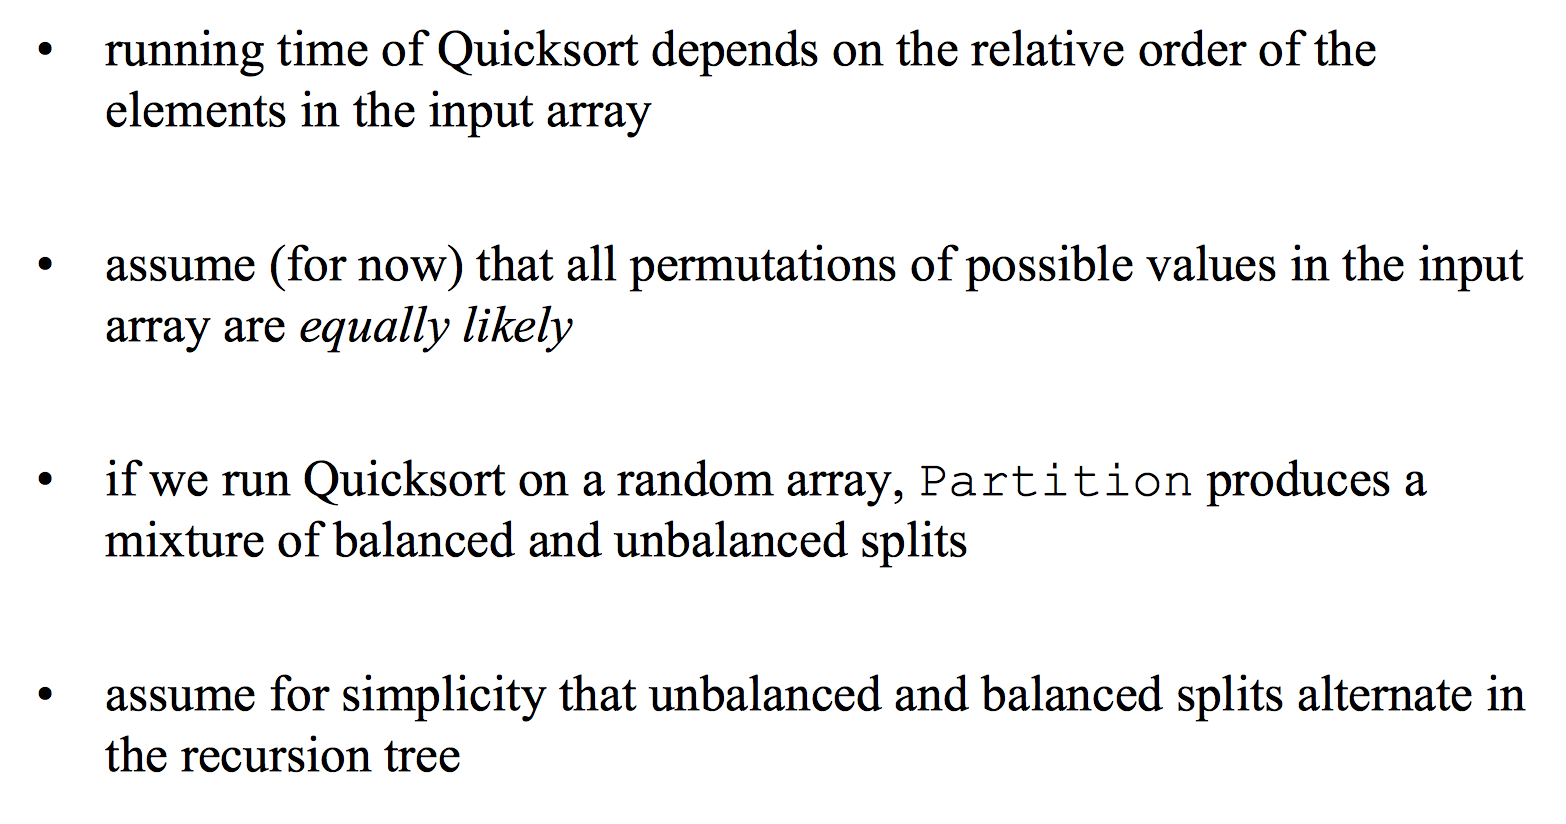 • running time of Quicksort depends on the relative order of the
elements in the input array
• assume (for now) that all permutations of possible values in the input
array are equally likely
• if we run Quicksort on a random array, Partition produces a
mixture of balanced and unbalanced splits
• assume for simplicity that unbalanced and balanced splits alternate in
the recursion tree